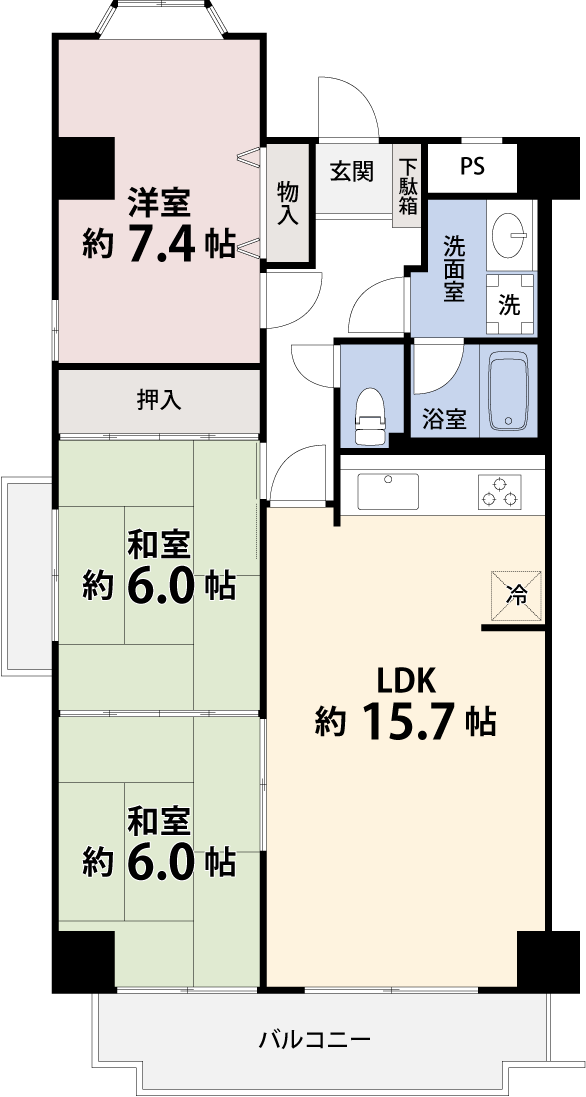 玄関
下駄箱
PS
物入
洋室
約 7.4 帖
洗面室
洗
押入
浴室
和室
約 6.0 帖
冷
LDK
約 15.7 帖
和室
約 6.0 帖
バルコニー